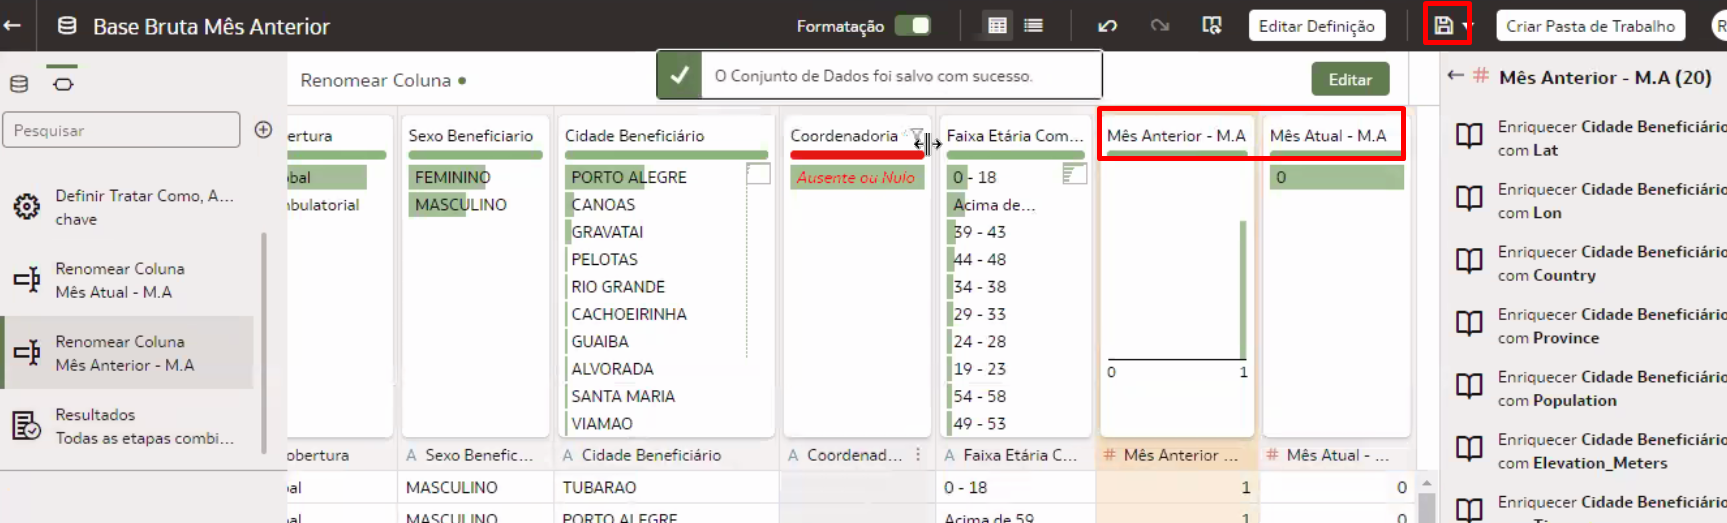 Base Bruta Mês Anterior
Formatação
Editar Definição
Criar Pasta de Trabalho
R
Renomear Coluna
O Conjunto de Dados foi salvo com sucesso.
Editar
Mês Anterior - M.A (20)
Pesquisar
Definir Tratar Como, A...
chave
Renomear Coluna
Mês Atual - M.A
Renomear Coluna
Mês Anterior - M.A
Resultados
Todas as etapas combi...
ertura
bal
mbulatorial
Sexo Beneficiario
FEMININO
MASCULINO
Cidade Beneficiário
PORTO ALEGRE
CANOAS
GRAVATAI
PELOTAS
RIO GRANDE
CACHOEIRINHA
GUAIBA
ALVORADA
SANTA MARIA
VIAMAO
Coordenadoria
Ausente ou Nulo
Faixa Etária Com...
0 - 18
Acima de...
39 - 43
44 - 48
34 - 38
29 - 33
24 - 28
19 - 23
54 - 58
49 - 53
Mês Anterior - M.A
0 1
Mês Atual - M.A
0
obertura
A Sexo Benefic...
A Cidade Beneficiário
A Coordenad...
A Faixa Etária C...
# Mês Anterior ...
# Mês Atual - ...
bal MASCULINO TUBARAO 0 - 18 1 0
bal MASCULINO PORTO ALEGRE Acima de 59 1 0
Enriquecer Cidade Beneficiário
com Lat
Enriquecer Cidade Beneficiário
com Lon
Enriquecer Cidade Beneficiário
com Country
Enriquecer Cidade Beneficiário
com Province
Enriquecer Cidade Beneficiário
com Population
Enriquecer Cidade Beneficiário
com Elevation_Meters
Enriquecer Cidade Beneficiário